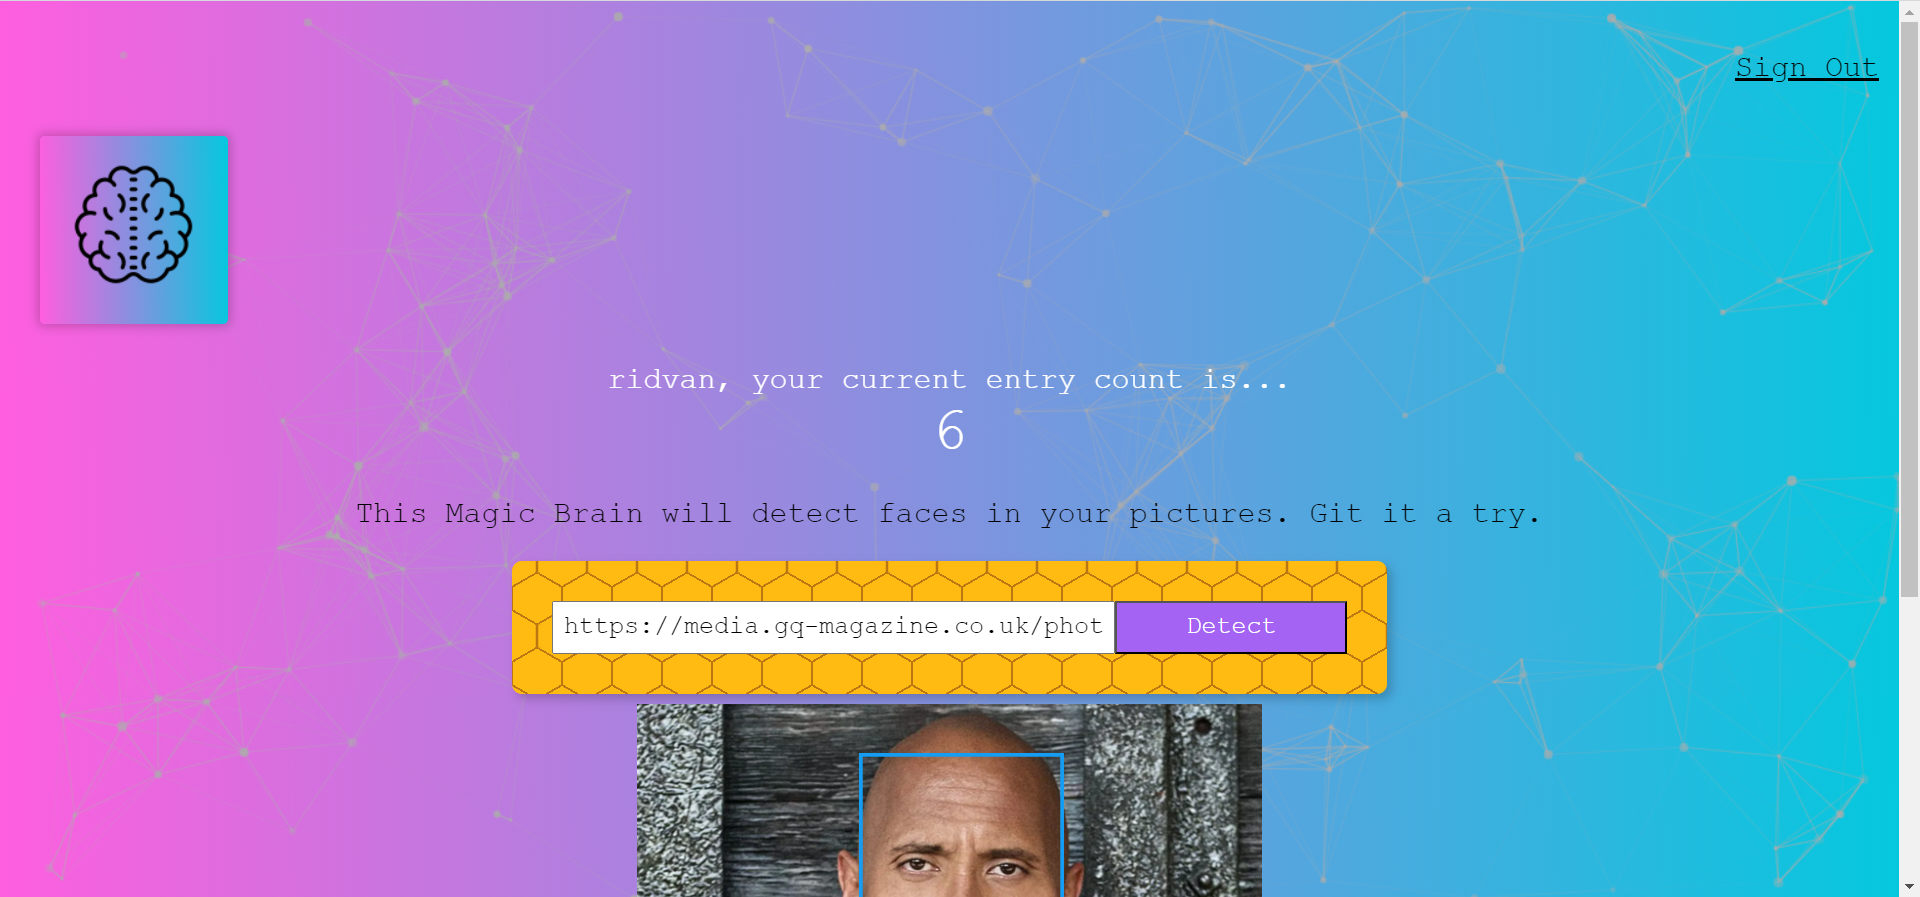 Sign Out
ridvan, your current entry count is...
6
This Magic Brain will detect faces in your pictures. Git it a try.
https://media.gq-magazine.co.uk/phot
Detect